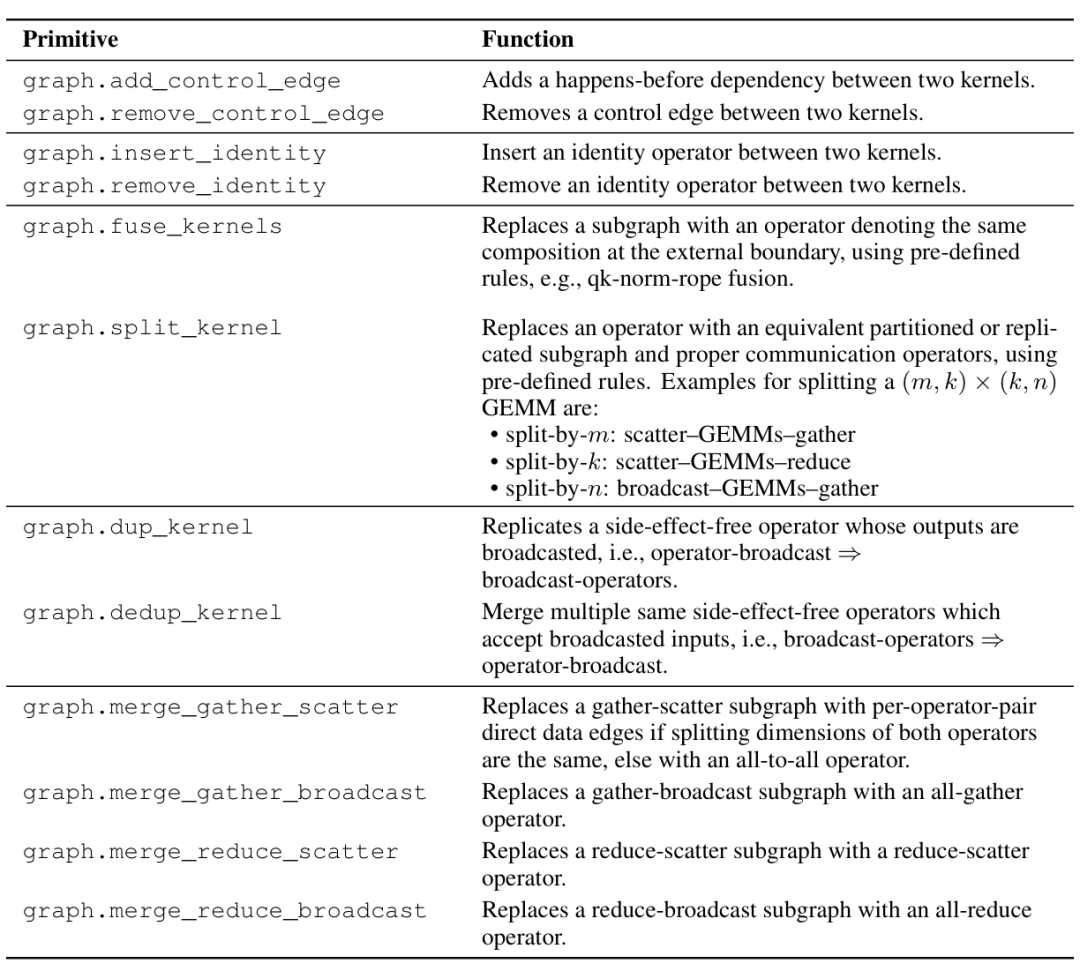 Primitive Function
graph.add_control_edge Adds a happens-before dependency between two kernels.
graph.remove_control_edge Removes a control edge between two kernels.
graph.insert_identity Insert an identity operator between two kernels.
graph.remove_identity Remove an identity operator between two kernels.
graph.fuse_kernels Replaces a subgraph with an operator denoting the same
composition at the external boundary, using pre-defined
rules, e.g., qk-norm-rope fusion.
graph.split_kernel Replaces an operator with an equivalent partitioned or repli-
cated subgraph and proper communication operators, using
pre-defined rules. Examples for splitting a (m, k) × (k, n)
GEMM are:
• split-by-m: scatter–GEMMs–gather
• split-by-k: scatter–GEMMs–reduce
• split-by-n: broadcast–GEMMs–gather
graph.dup_kernel Replicates a side-effect-free operator whose outputs are
broadcasted, i.e., operator-broadcast ⇒
broadcast-operators.
graph.dedup_kernel Merge multiple same side-effect-free operators which
accept broadcasted inputs, i.e., broadcast-operators ⇒
operator-broadcast.
graph.merge_gather_scatter Replaces a gather-scatter subgraph with per-operator-pair
direct data edges if splitting dimensions of both operators
are the same, else with an all-to-all operator.
graph.merge_gather_broadcast Replaces a gather-broadcast subgraph with an all-gather
operator.
graph.merge_reduce_scatter Replaces a reduce-scatter subgraph with a reduce-scatter
operator.
graph.merge_reduce_broadcast Replaces a reduce-broadcast subgraph with an all-reduce
operator.